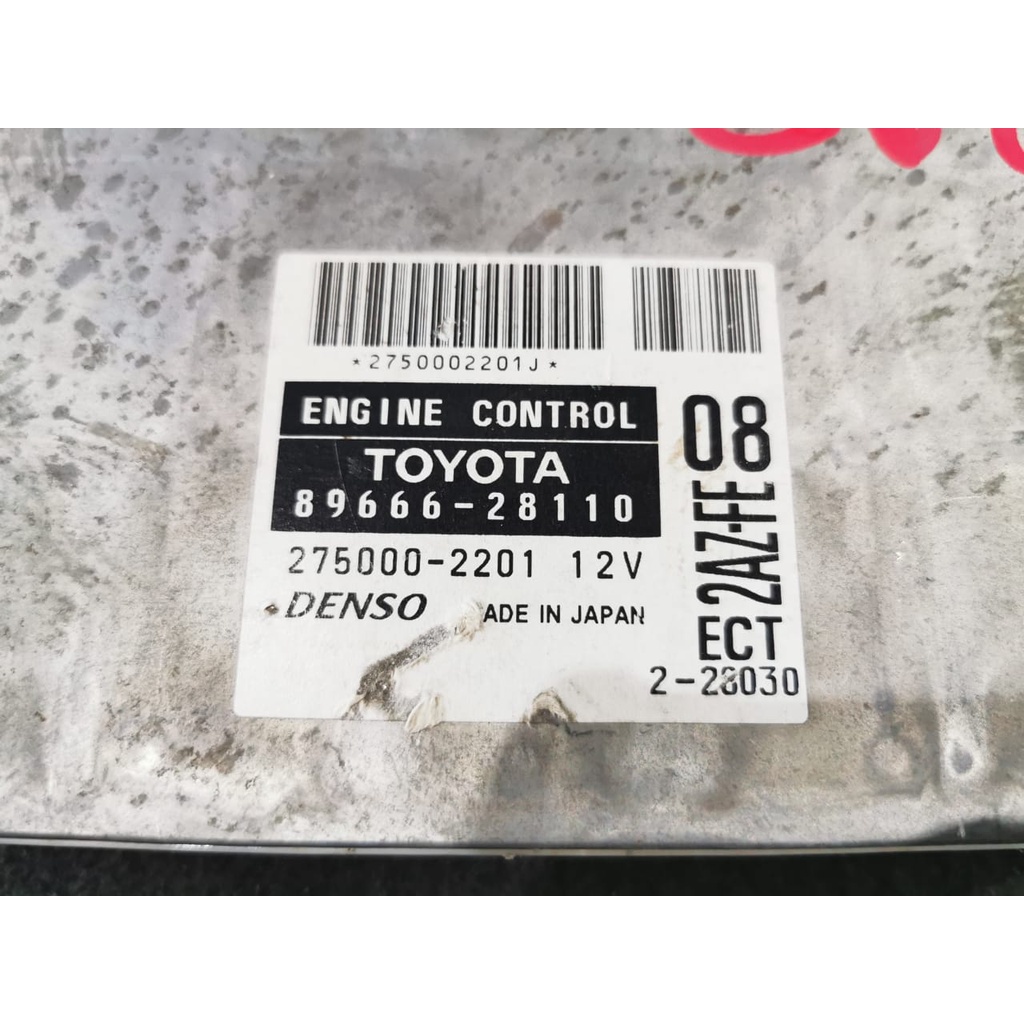 *2750002201J*
ENGINE CONTROL
TOYOTA
89666-28110
275000-2201 12V
DENSO ADE IN JAPAN
08
2AZ-FE
ECT
2-28030